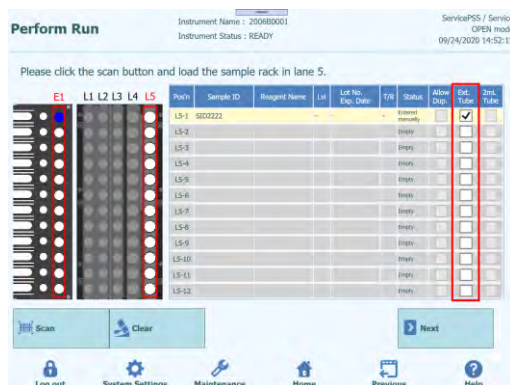 Perform Run
Instrument Name : 2006B0001
Instrument Status : READY
ServicePSS / Servic
OPEN mod
09/24/2020 14:52:1
Please click the scan button and load the sample rack in lane 5.
E1 L1 L2 L3 L4 L5
Pos'n Sample ID Reagent Name Lvl Lot No. Exp. Date T/R Status Allow Dup. Ext. Tube 2mL Tube
L5-1 SID2222 - - - Entered manually
L5-2 Empty
L5-3 Empty
L5-4 Empty
L5-5 Empty
L5-6 Empty
L5-7 Empty
L5-8 Empty
L5-9 Empty
L5-10 Empty
L5-11 Empty
L5-12 Empty
Scan Clear Next
Log out System Settings Maintenance Home Previous Help